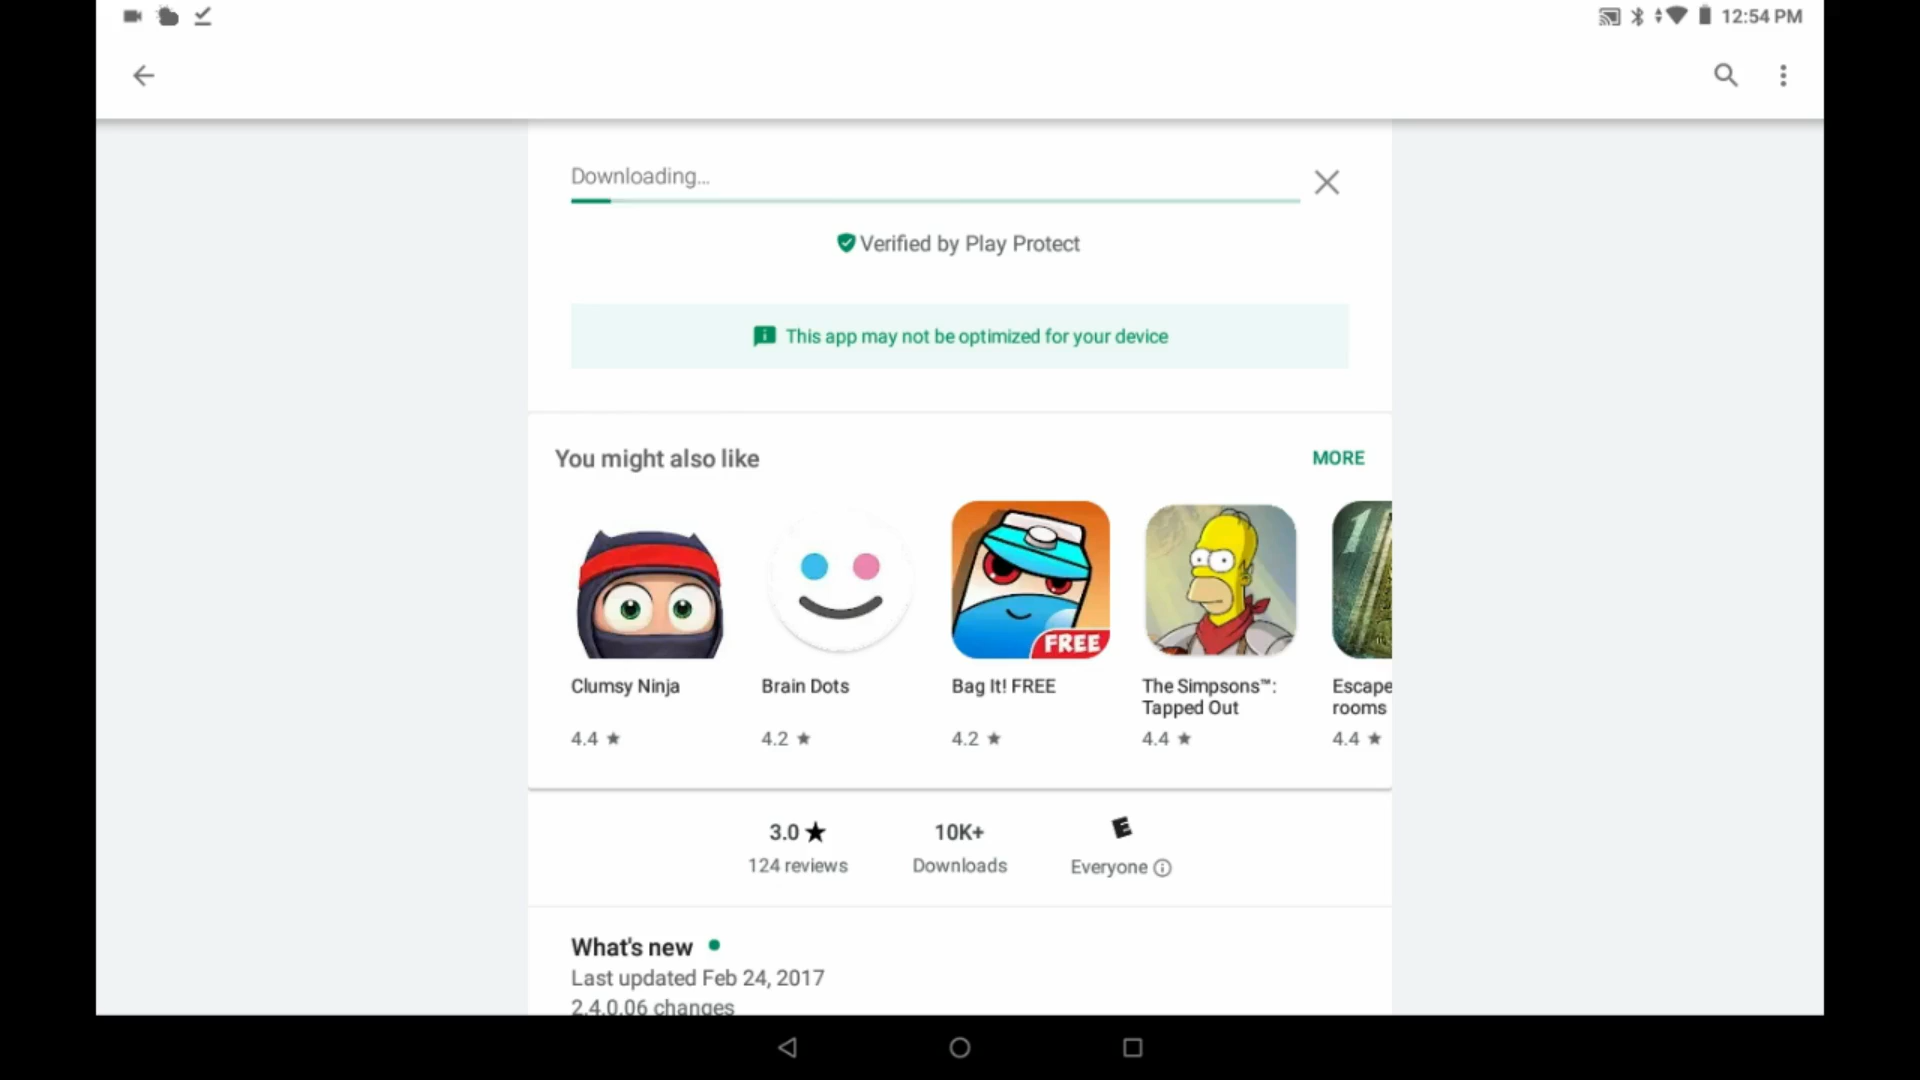 12:54 PM
Downloading...
Verified by Play Protect
This app may not be optimized for your device
You might also like
MORE
FREE
Clumsy Ninja
Brain Dots
Bag It! FREE
The Simpsons™:
Tapped Out
Escape
rooms
4.4 ★
4.2 ★
4.2 ★
4.4 ★
4.4 ★
3.0 ★
10K+
E
124 reviews
Downloads
Everyone
What's new
Last updated Feb 24, 2017
2.4.0.06 changes